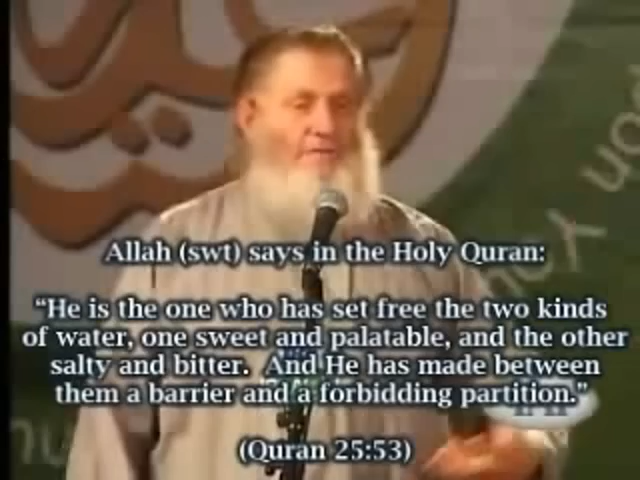 Allah (swt) says in the Holy Quran:
“He is the one who has set free the two kinds
of water, one sweet and palatable, and the other
salty and bitter.  And He has made between
them a barrier and a forbidding partition.”
(Quran 25:53)